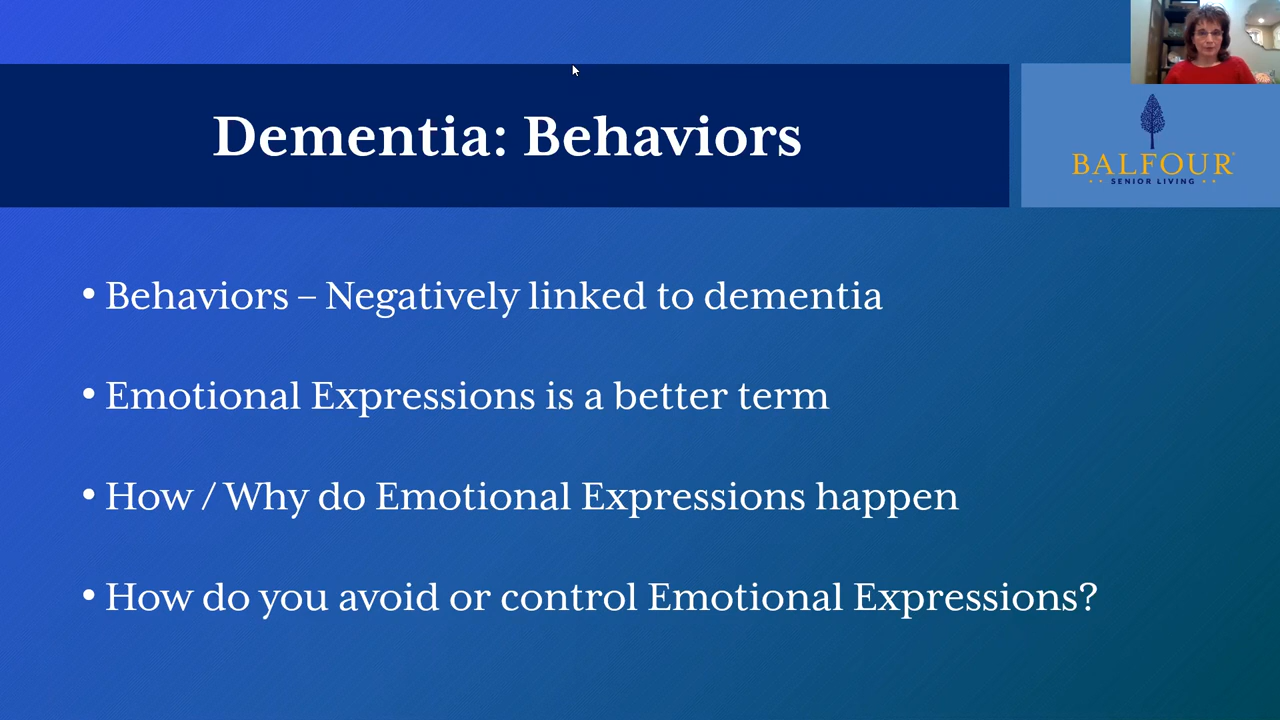 Dementia: Behaviors
BALFOUR
SENIOR LIVING
• Behaviors – Negatively linked to dementia
• Emotional Expressions is a better term
• How / Why do Emotional Expressions happen
• How do you avoid or control Emotional Expressions?